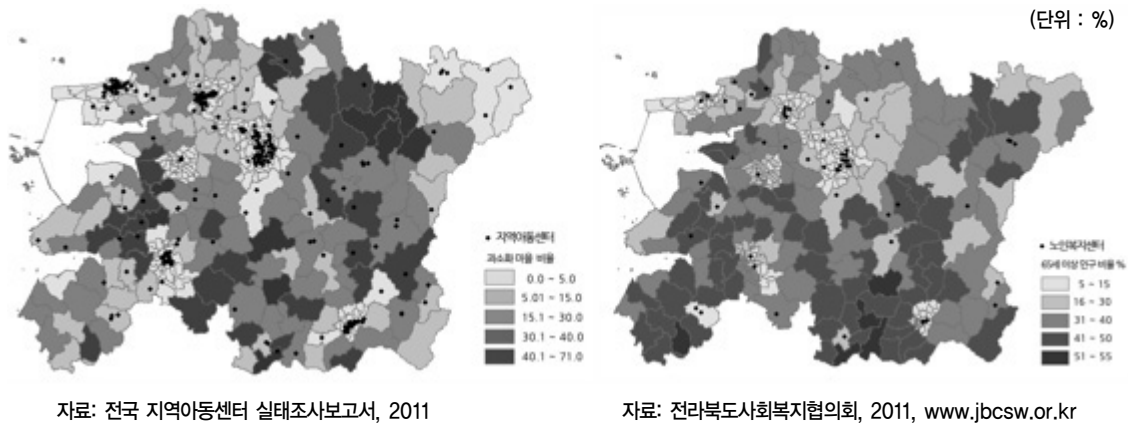 (단위 : %)
• 지역아동센터
과소화 마을 비율
0.0 ~ 5.0
5.01 ~ 15.0
15.1 ~ 30.0
30.1 ~ 40.0
40.1 ~ 71.0
• 노인복지센터
65세 이상 인구 비율 %
5 ~ 15
16 ~ 30
31 ~ 40
41 ~ 50
51 ~ 55
자료: 전국 지역아동센터 실태조사보고서, 2011
자료: 전라북도사회복지협의회, 2011, www.jbcsw.or.kr